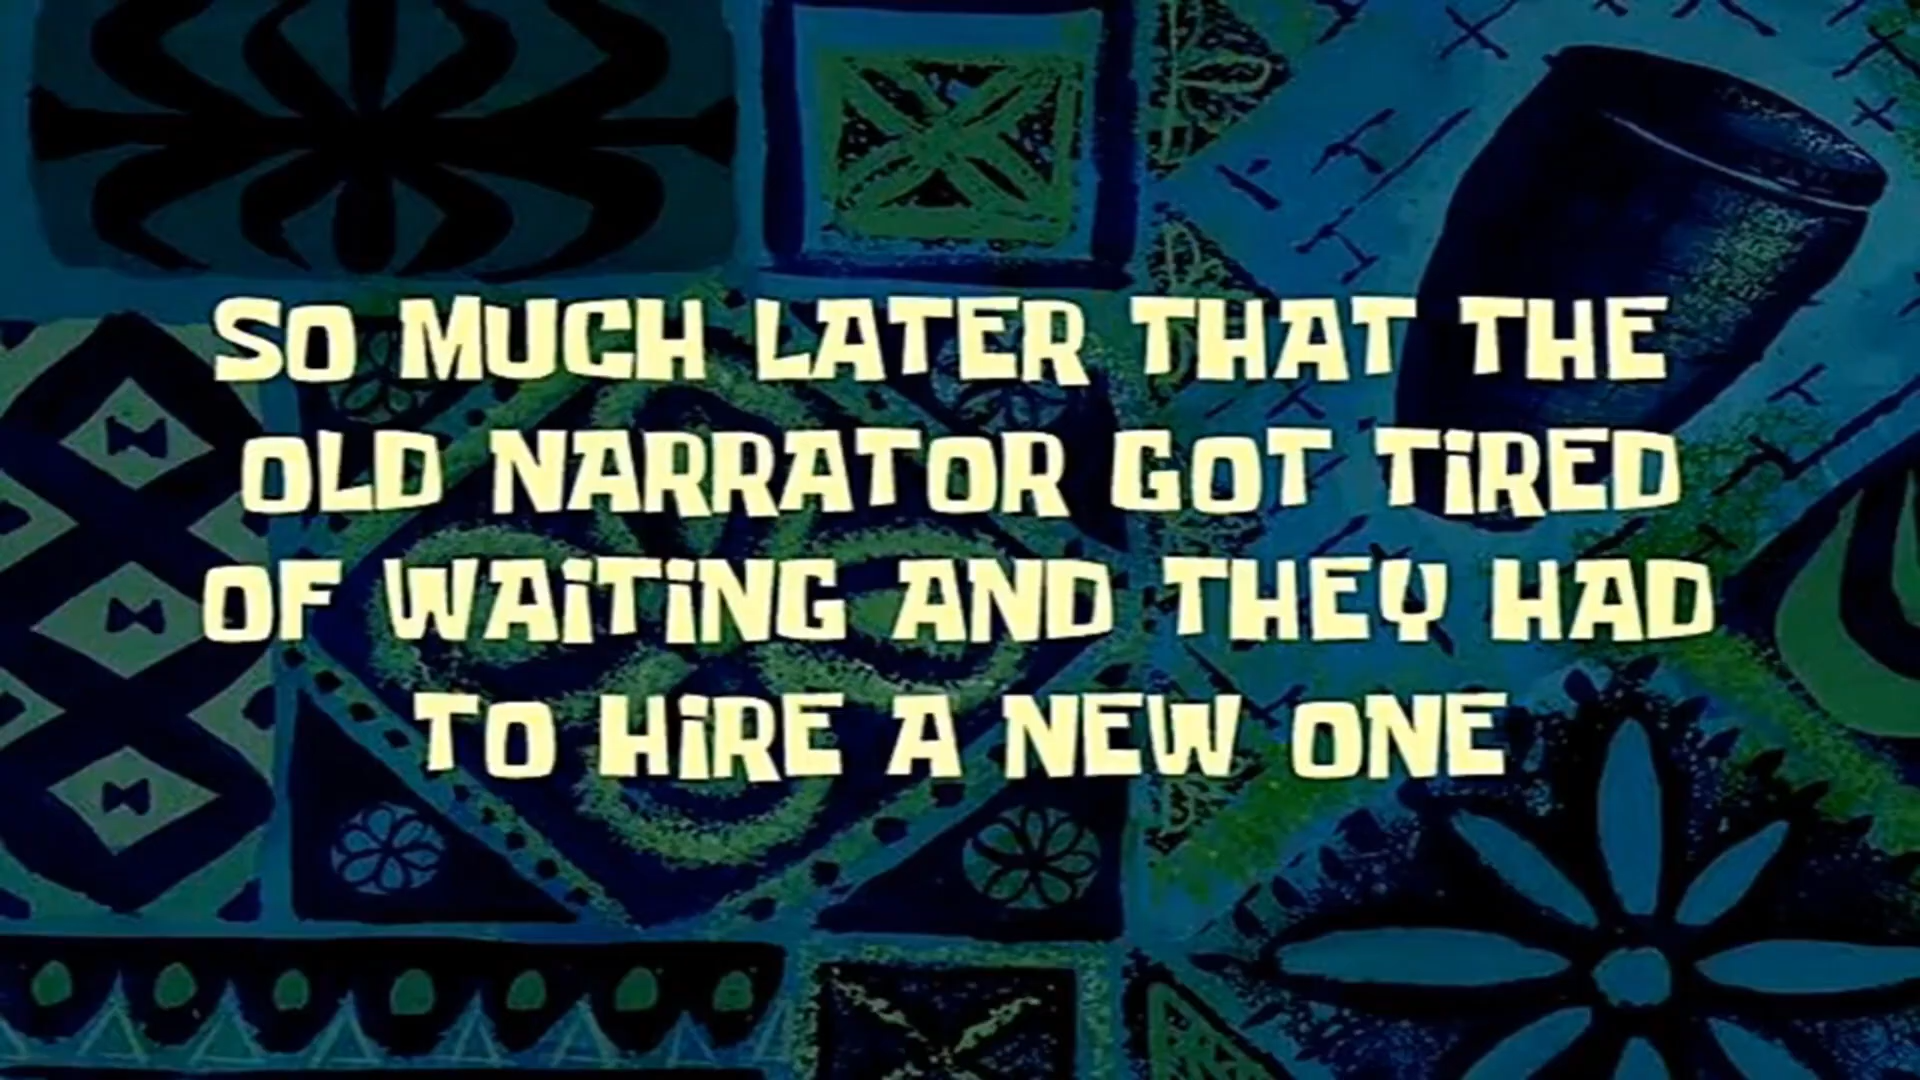 SO MUCH LATER THAT THE
OLD NARRATOR GOT TiRED
OF WAiTiNG AND THEY HAD
TO HiRE A NEW ONE